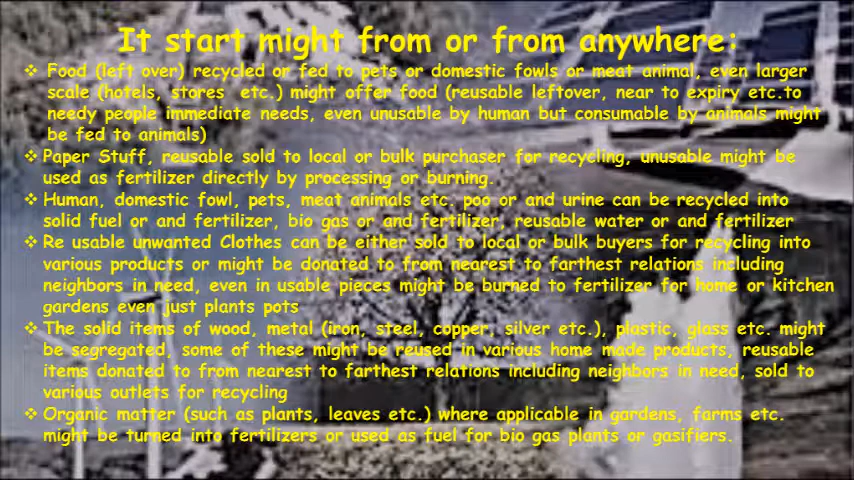 It start might from or from anywhere:
❖ Food (left over) recycled or fed to pets or domestic fowls or meat animal, even larger
scale (hotels, stores etc.) might offer food (reusable leftover, near to expiry etc.to
needy people immediate needs, even unusable by human but consumable by animals might
be fed to animals)
❖ Paper Stuff, reusable sold to local or bulk purchaser for recycling, unusable might be
used as fertilizer directly by processing or burning.
❖ Human, domestic fowl, pets, meat animals etc. poo or and urine can be recycled into
solid fuel or and fertilizer, bio gas or and fertilizer, reusable water or and fertilizer
❖ Re usable unwanted Clothes can be either sold to local or bulk buyers for recycling into
various products or might be donated to from nearest to farthest relations including
neighbors in need, even in usable pieces might be burned to fertilizer for home or kitchen
gardens even just plants pots
❖ The solid items of wood, metal (iron, steel, copper, silver etc.), plastic, glass etc. might
be segregated, some of these might be reused in various home made products, reusable
items donated to from nearest to farthest relations including neighbors in need, sold to
various outlets for recycling
❖ Organic matter (such as plants, leaves etc.) where applicable in gardens, farms etc.
might be turned into fertilizers or used as fuel for bio gas plants or gasifiers.